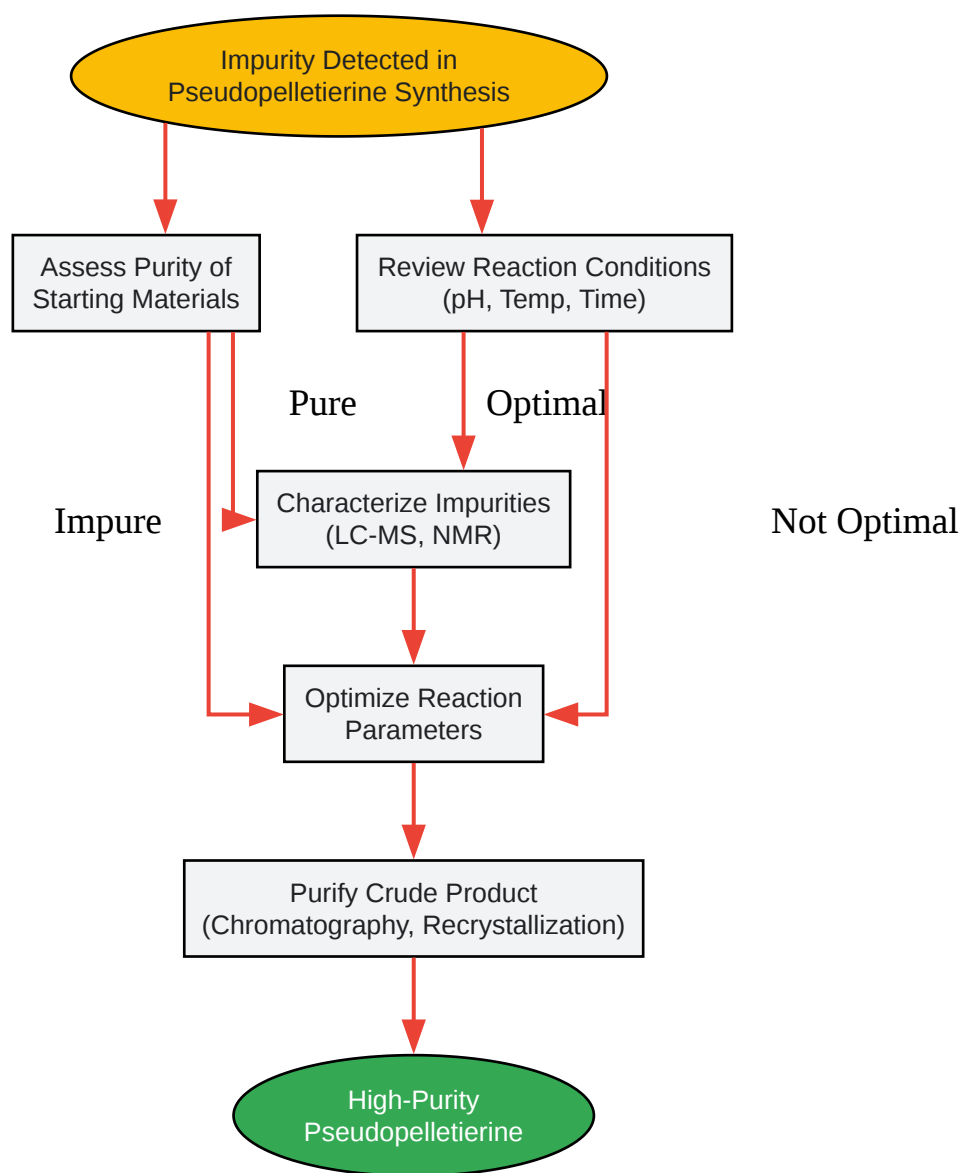 Impurity Detected in
Pseudopelletierine Synthesis
Assess Purity of
Starting Materials
Review Reaction Conditions
(pH, Temp, Time)
Pure
Optimal
Characterize Impurities
(LC-MS, NMR)
Impure
Not Optimal
Optimize Reaction
Parameters
Purify Crude Product
(Chromatography, Recrystallization)
High-Purity
Pseudopelletierine